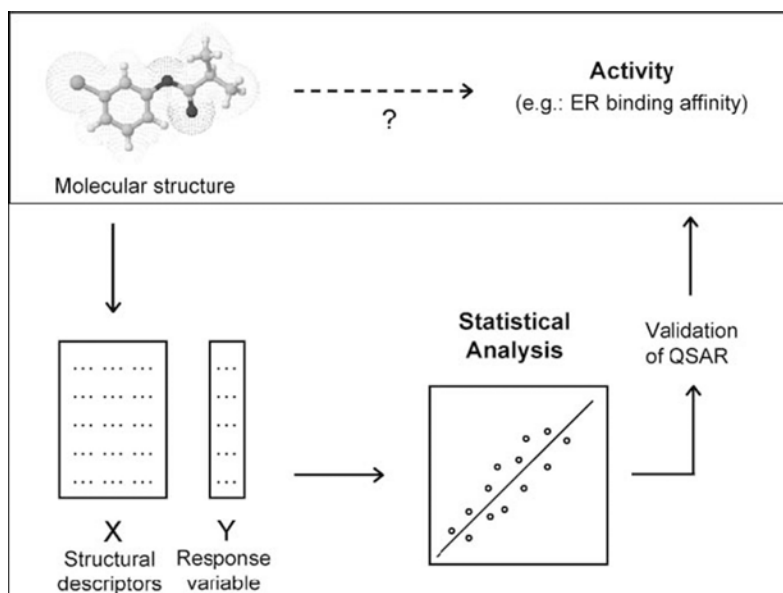 Activity
(e.g.: ER binding affinity)
?
Molecular structure
Statistical
Analysis
Validation
of QSAR
... ... ... ...
... ... ... ...
... ... ... ...
... ... ... ...
... ... ... ...
X
Structural
descriptors
Y
Response
variable